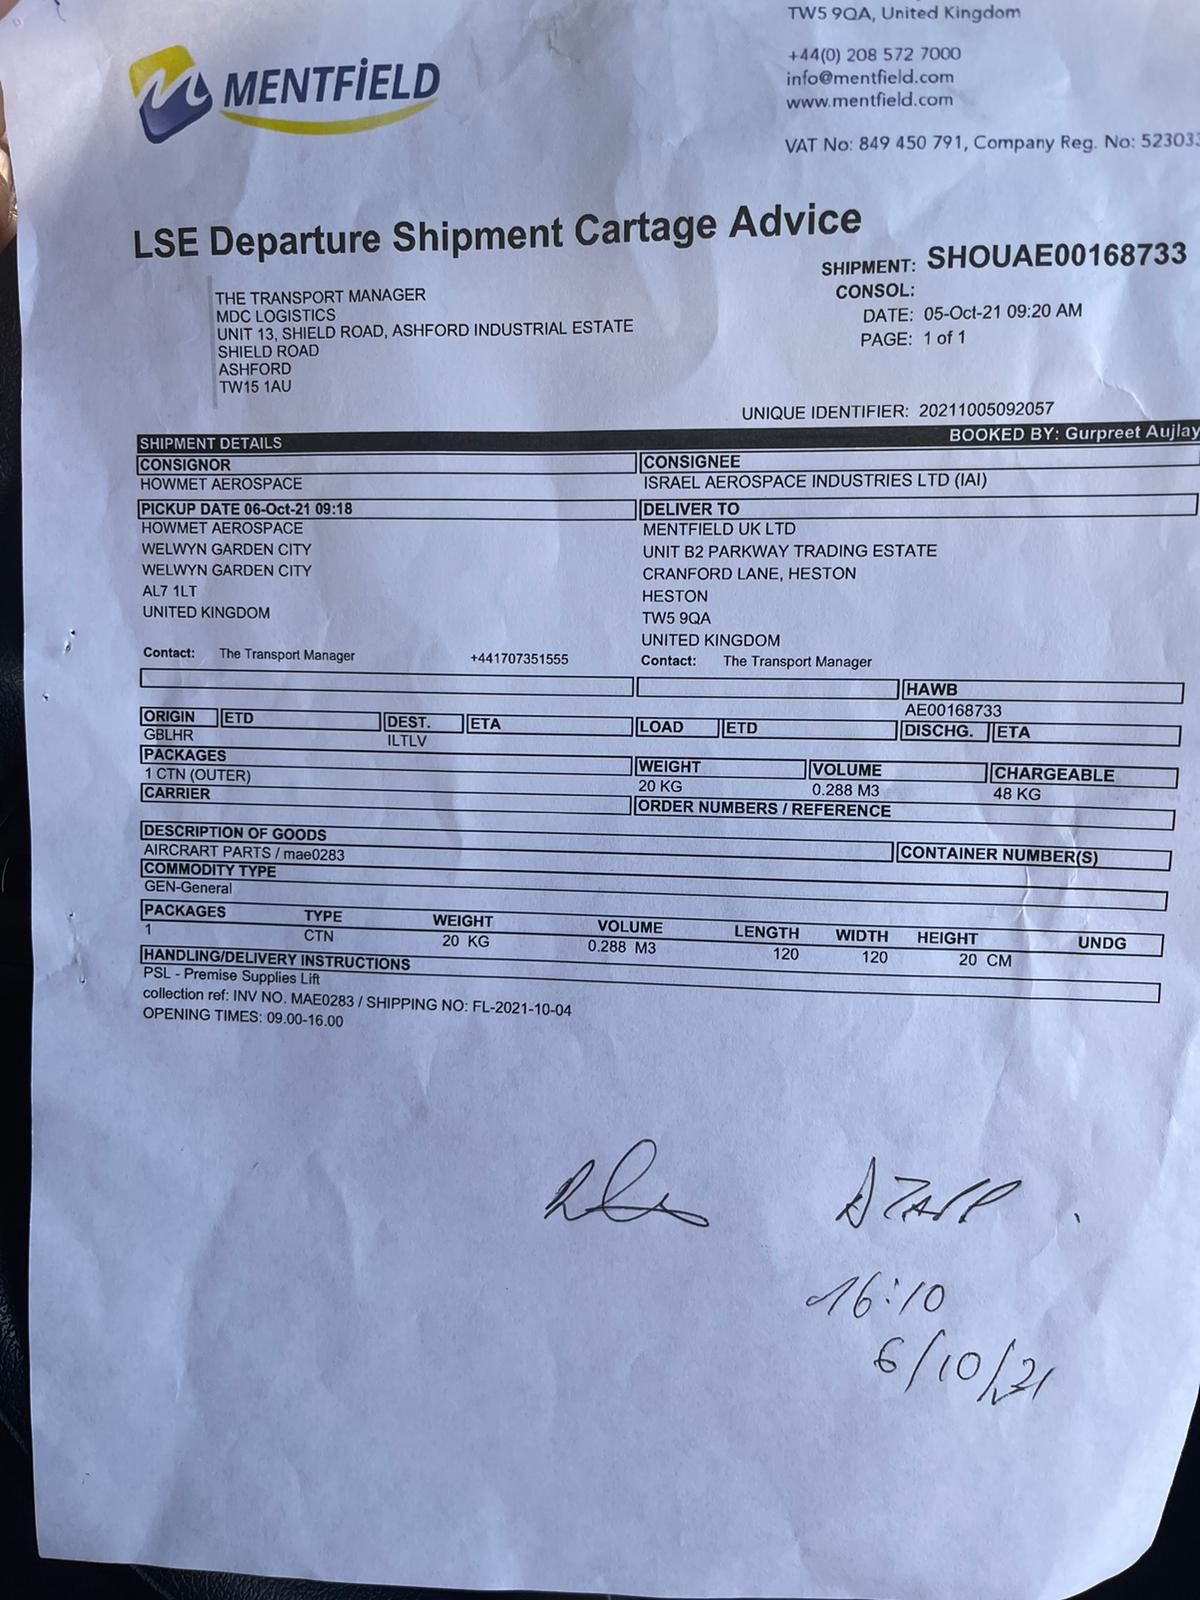 TW5 9QA, United Kingdom
+44(0) 208 572 7000
info@mentfield.com
www.mentfield.com
VAT No: 849 450 791, Company Reg. No: 52303
MENTFiELD
LSE Departure Shipment Cartage Advice
SHIPMENT: SHOUAE00168733
CONSOL:
DATE: 05-Oct-21 09:20 AM
PAGE: 1 of 1
THE TRANSPORT MANAGER
MDC LOGISTICS
UNIT 13, SHIELD ROAD, ASHFORD INDUSTRIAL ESTATE
SHIELD ROAD
ASHFORD
TW15 1AU
UNIQUE IDENTIFIER: 20211005092057
SHIPMENT DETAILS BOOKED BY: Gurpreet Aujlay
CONSIGNOR CONSIGNEE
HOWMET AEROSPACE ISRAEL AEROSPACE INDUSTRIES LTD (IAI)
PICKUP DATE 06-Oct-21 09:18 DELIVER TO
HOWMET AEROSPACE MENTFIELD UK LTD
WELWYN GARDEN CITY UNIT B2 PARKWAY TRADING ESTATE
WELWYN GARDEN CITY CRANFORD LANE, HESTON
AL7 1LT HESTON
UNITED KINGDOM TW5 9QA
UNITED KINGDOM
Contact: The Transport Manager +441707351555 Contact: The Transport Manager
HAWB
AE00168733
ORIGIN ETD DEST. ETA LOAD ETD DISCHG. ETA
GBLHR ILTLV
PACKAGES WEIGHT VOLUME CHARGEABLE
1 CTN (OUTER) 20 KG 0.288 M3 48 KG
CARRIER ORDER NUMBERS / REFERENCE
DESCRIPTION OF GOODS CONTAINER NUMBER(S)
AIRCRART PARTS / mae0283
COMMODITY TYPE
GEN-General
PACKAGES TYPE WEIGHT VOLUME LENGTH WIDTH HEIGHT UNDG
1 CTN 20 KG 0.288 M3 120 120 20 CM
HANDLING/DELIVERY INSTRUCTIONS
PSL - Premise Supplies Lift
collection ref: INV NO. MAE0283 / SHIPPING NO: FL-2021-10-04
OPENING TIMES: 09.00-16.00
16:10
6/10/21